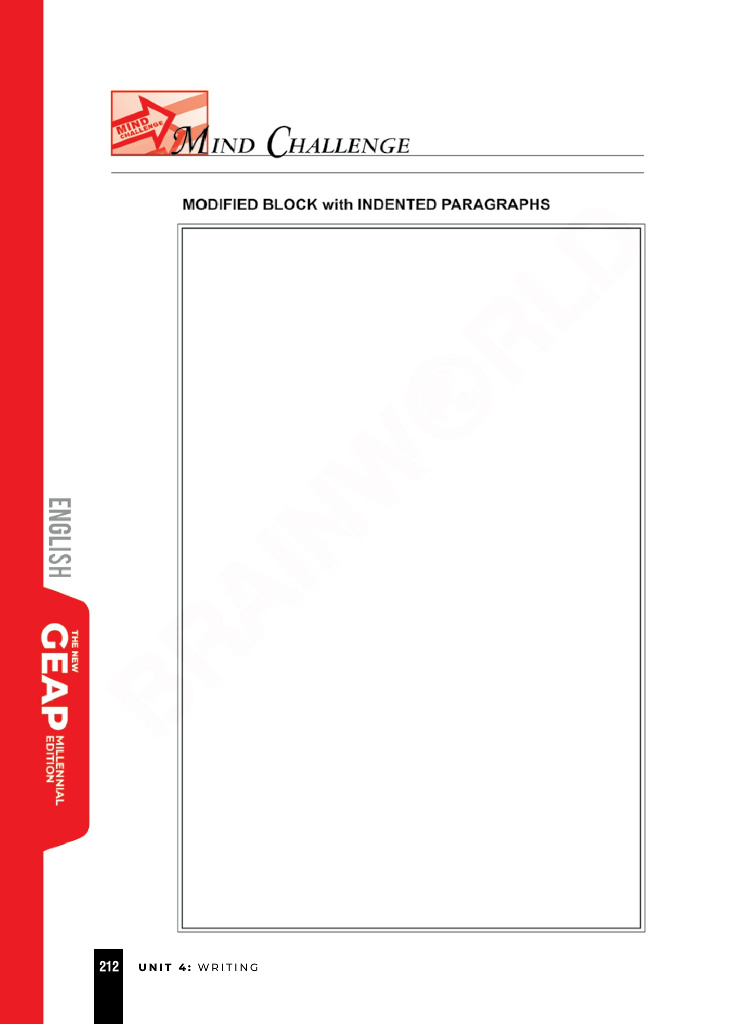 MIND
CHALLENGE
MIND CHALLENGE
MODIFIED BLOCK with INDENTED PARAGRAPHS
BRAINWORLD
ENGLISH
THE NEW
GEAP
MILLENNIAL
EDITION
212 UNIT 4: WRITING